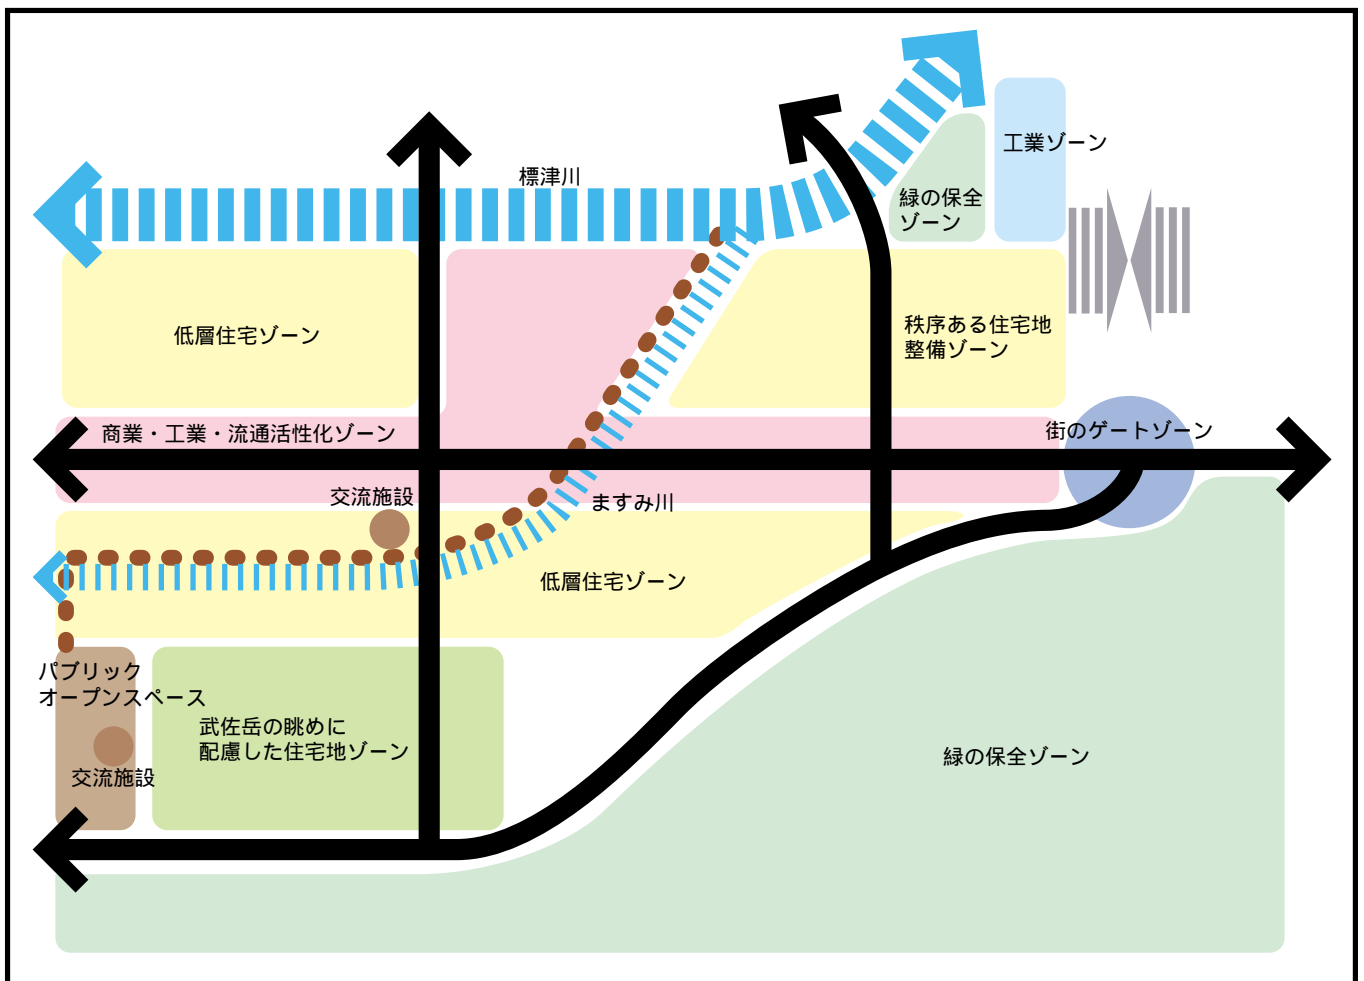 標津川
工業ゾーン
緑の保全
ゾーン
低層住宅ゾーン
秩序ある住宅地
整備ゾーン
商業・工業・流通活性化ゾーン
街のゲートゾーン
交流施設
ますみ川
低層住宅ゾーン
パブリック
オープンスペース
武佐岳の眺めに
配慮した住宅地ゾーン
交流施設
緑の保全ゾーン